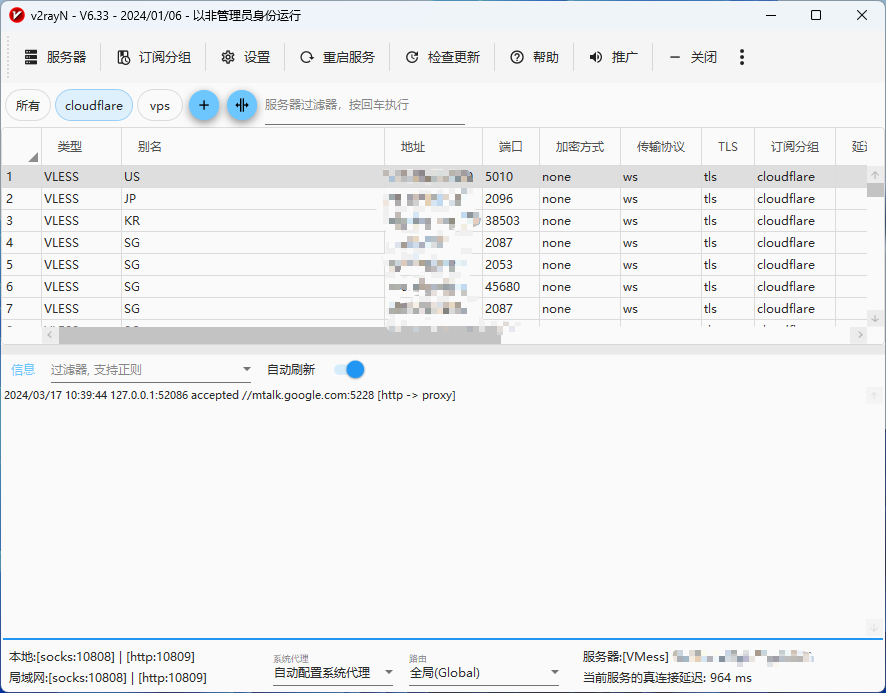 v2rayN - V6.33 - 2024/01/06 - 以非管理员身份运行
服务器 订阅分组 设置 重启服务 检查更新 帮助 推广 关闭
所有 cloudflare vps 服务器过滤器，按回车执行
类型 别名 地址 端口 加密方式 传输协议 TLS 订阅分组
1 VLESS US 5010 none ws tls cloudflare
2 VLESS JP 2096 none ws tls cloudflare
3 VLESS KR 38503 none ws tls cloudflare
4 VLESS SG 2087 none ws tls cloudflare
5 VLESS SG 2053 none ws tls cloudflare
6 VLESS SG 45680 none ws tls cloudflare
7 VLESS SG 2087 none ws tls cloudflare
信息 过滤器, 支持正则 自动刷新
2024/03/17 10:39:44 127.0.0.1:52086 accepted //mtalk.google.com:5228 [http -> proxy]
本地:[socks:10808] | [http:10809]
局域网:[socks:10808] | [http:10809]
系统代理
自动配置系统代理
路由
全局(Global)
服务器:[VMess]
当前服务的真连接延迟: 964 ms